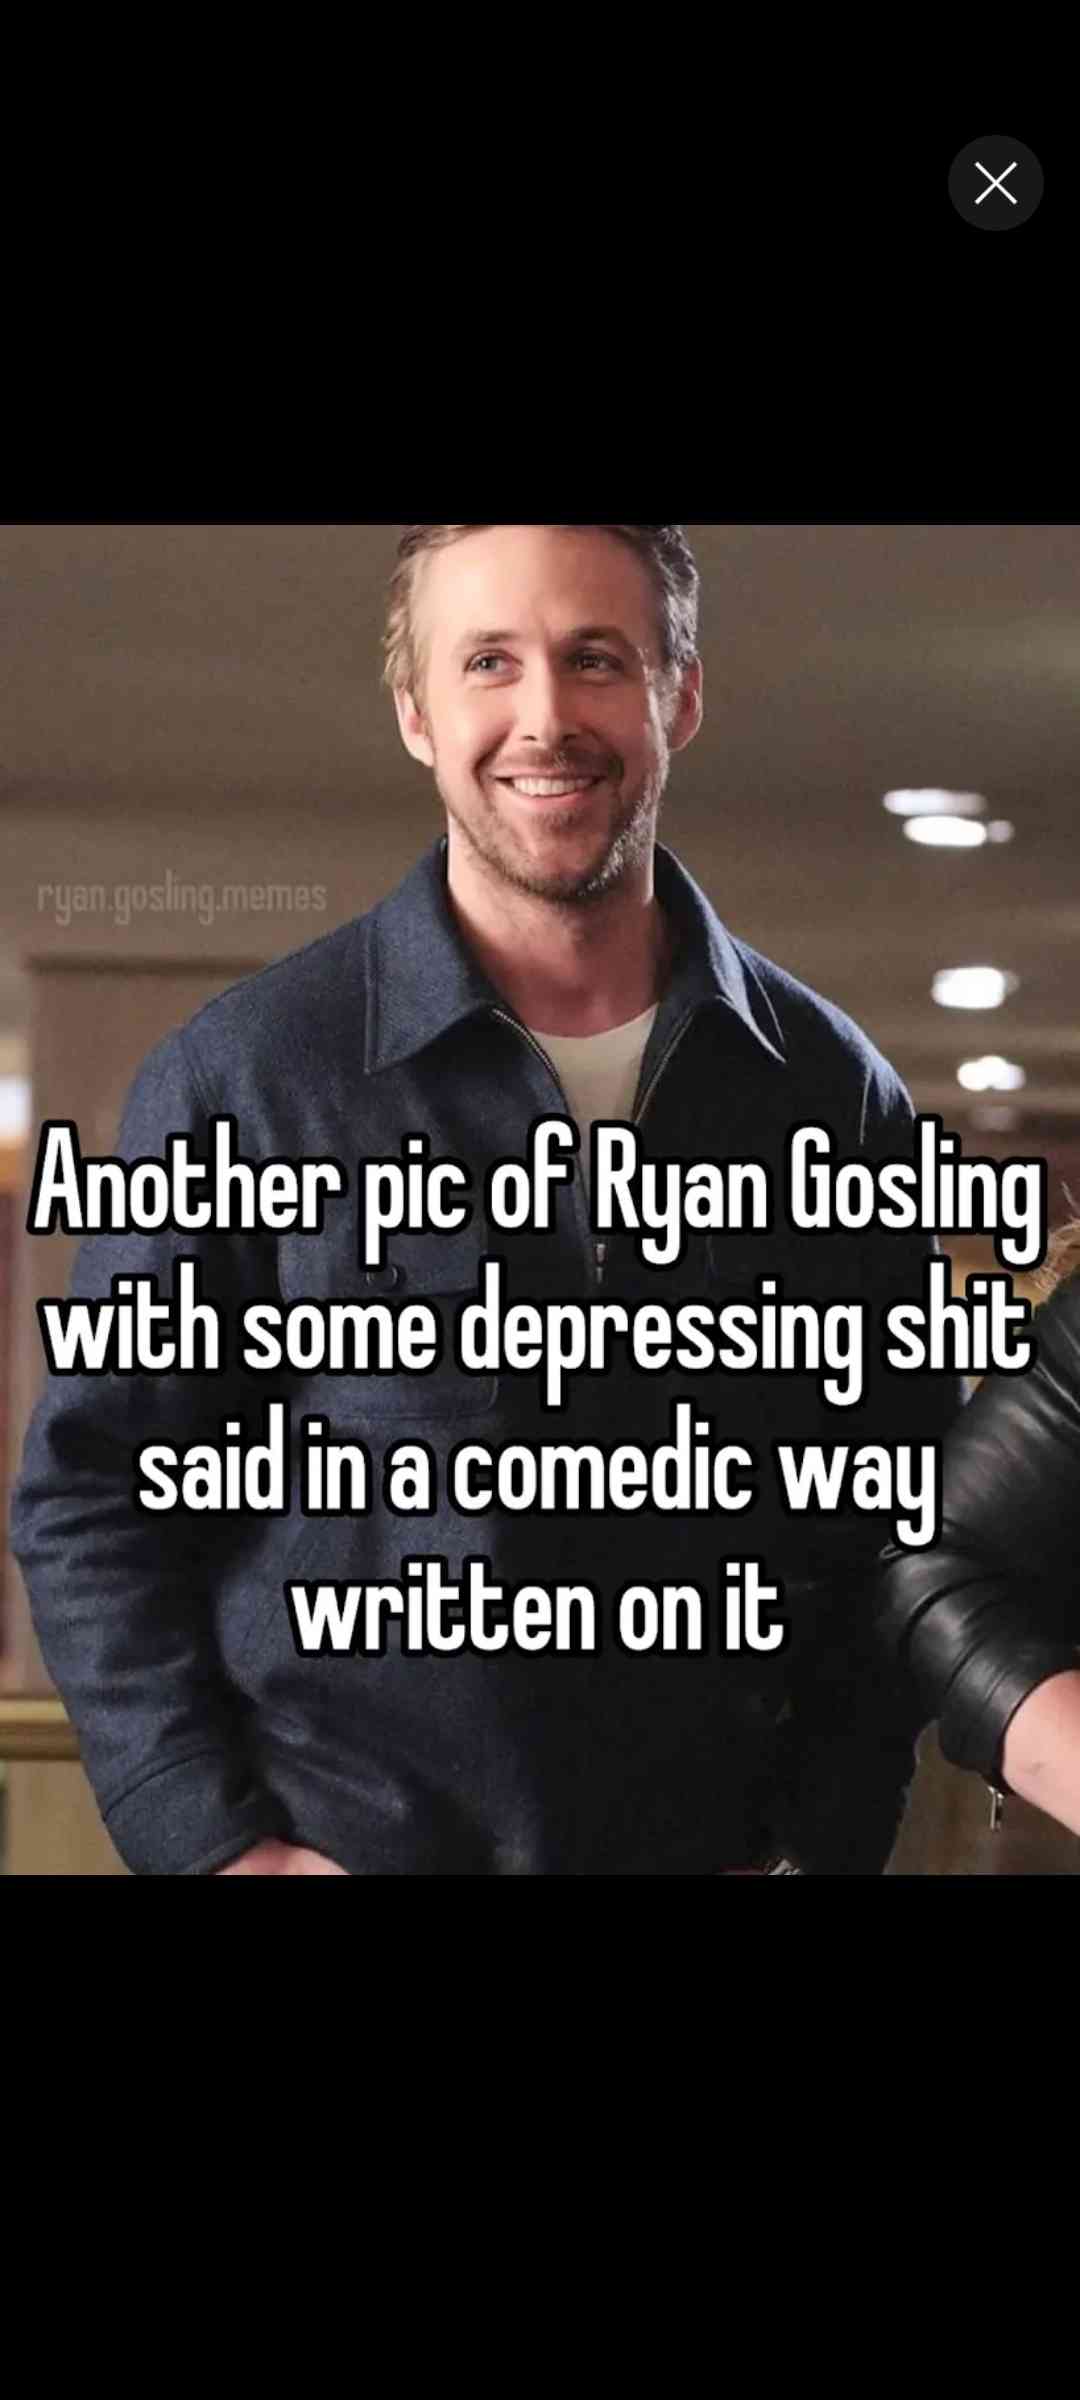 ryan.gosling.memes
Another pic of Ryan Gosling
with some depressing shit
said in a comedic way
written on it